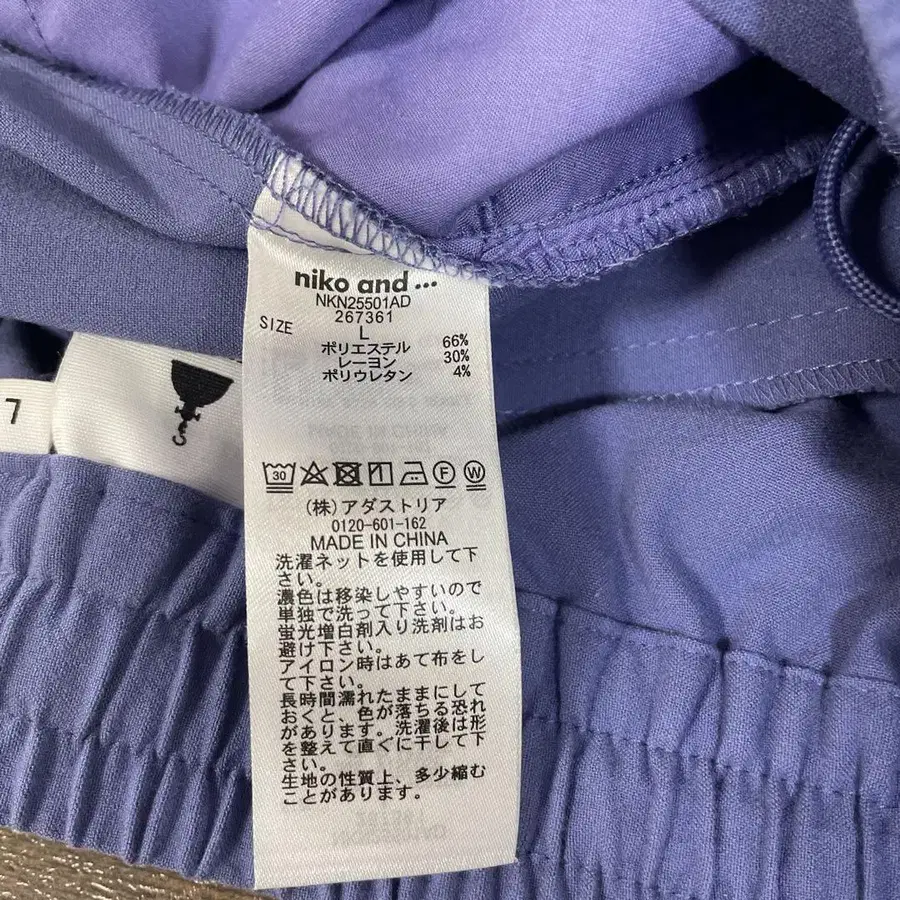 niko and ...
NKN25501AD
267361
SIZE L
ポリエステル 66%
レーヨン 30%
ポリウレタン 4%
30
F
W
(株)アダストリア
0120-601-162
MADE IN CHINA
洗濯ネットを使用して下
さい。
濃色は移染しやすいので
単独で洗って下さい。
蛍光増白剤入り洗剤はお
避け下さい。
アイロン時はあて布をし
て下さい。
長時間濡れたままにして
おくと、色が落ちる恐れ
があります。洗濯後は形
を整えて直ぐに干して下
さい。
生地の性質上、多少縮む
ことがあります。
7